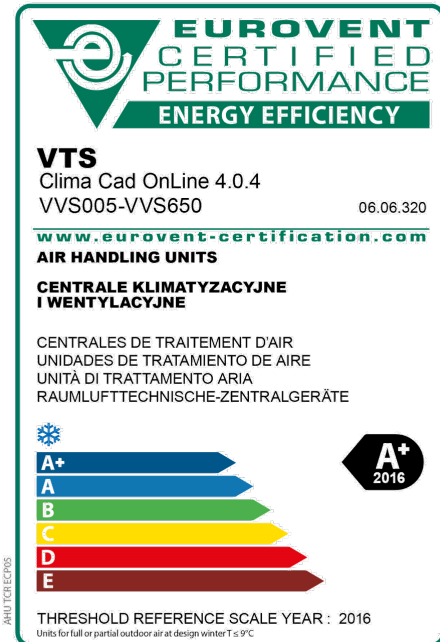 EUROVENT
CERTIFIED
PERFORMANCE
ENERGY EFFICIENCY
VTS
Clima Cad OnLine 4.0.4
VVS005-VVS650 06.06.320
www.eurovent-certification.com
AIR HANDLING UNITS
CENTRALE KLIMATYZACYJNE
I WENTYLACYJNE
CENTRALES DE TRAITEMENT D'AIR
UNIDADES DE TRATAMIENTO DE AIRE
UNITÀ DI TRATTAMENTO ARIA
RAUMLUFTTECHNISCHE-ZENTRALGERÄTE
A+
A
B
C
D
E
A+
2016
THRESHOLD REFERENCE SCALE YEAR : 2016
Units for full or partial outdoor air at design winter T ≤ 9°C
AHU TCR ECP05